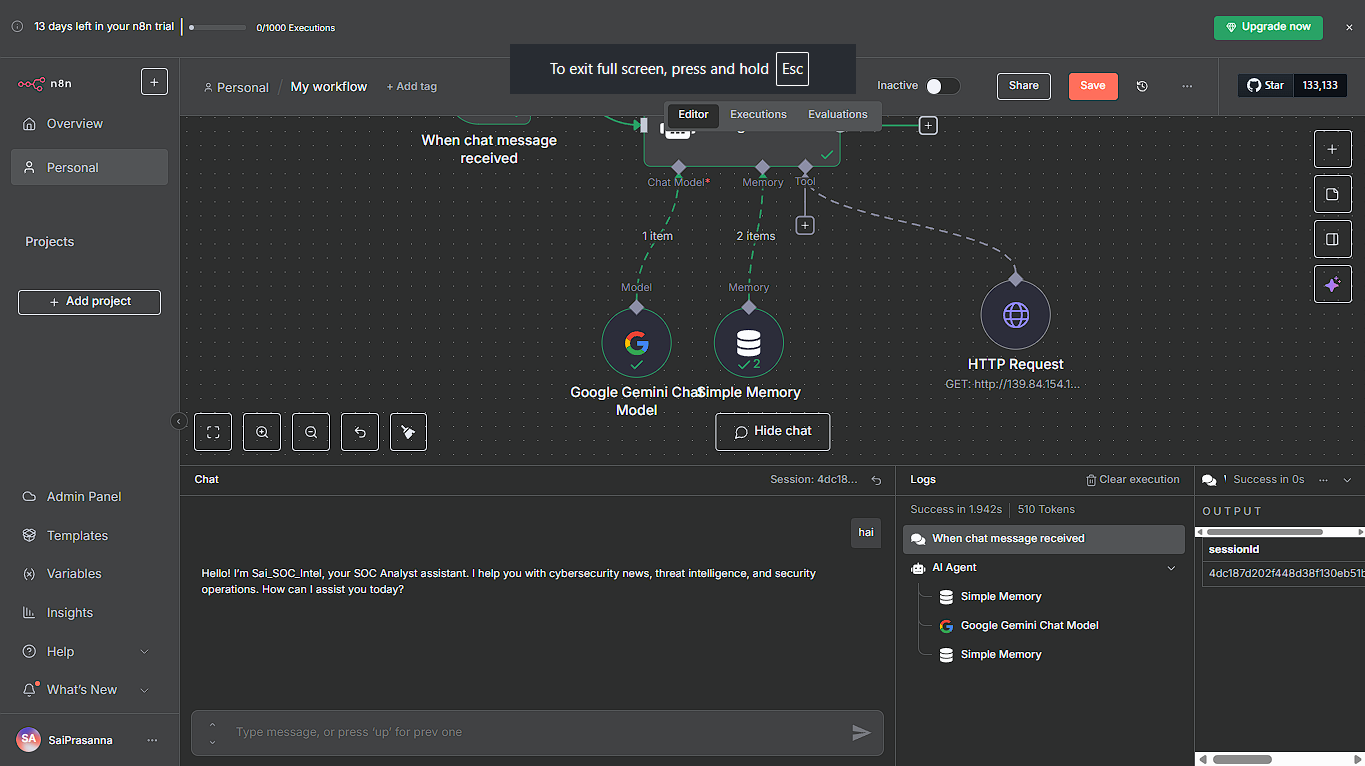 13 days left in your n8n trial
0/1000 Executions
Upgrade now
To exit full screen, press and hold Esc
n8n
Personal / My workflow + Add tag
Inactive
Share
Save
Star 133,133
Editor Executions Evaluations
Overview
Personal
Projects
+ Add project
Admin Panel
Templates
Variables
Insights
Help
What's New
SA SaiPrasanna
When chat message
received
Chat Model*
Memory
Tool
1 item
2 items
Model
Memory
2
Google Gemini Chat
Model
Simple Memory
HTTP Request
GET: http://139.84.154.1...
Hide chat
Chat
Session: 4dc18...
hai
Hello! I'm Sai_SOC_Intel, your SOC Analyst assistant. I help you with cybersecurity news, threat intelligence, and security
operations. How can I assist you today?
Type message, or press 'up' for prev one
Logs
Clear execution
Success in 1.942s 510 Tokens
When chat message received
AI Agent
Simple Memory
Google Gemini Chat Model
Simple Memory
Success in 0s
OUTPUT
sessionId
4dc187d202f448d38f130eb51b